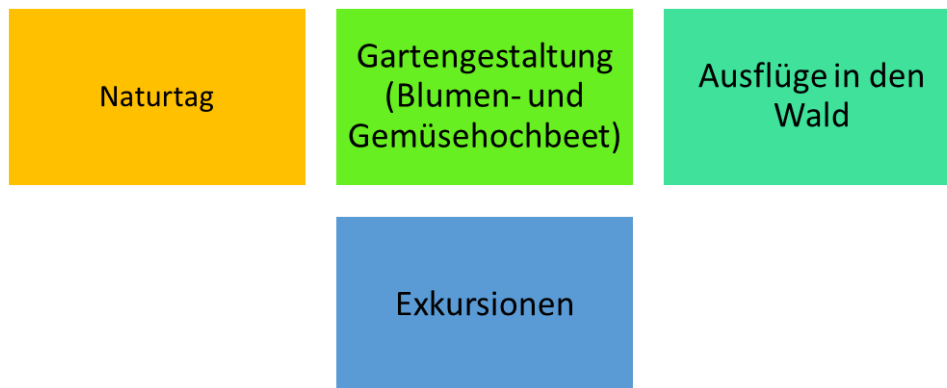 Naturtag
Gartengestaltung
(Blumen- und
Gemüsehochbeet)
Ausflüge in den
Wald
Exkursionen